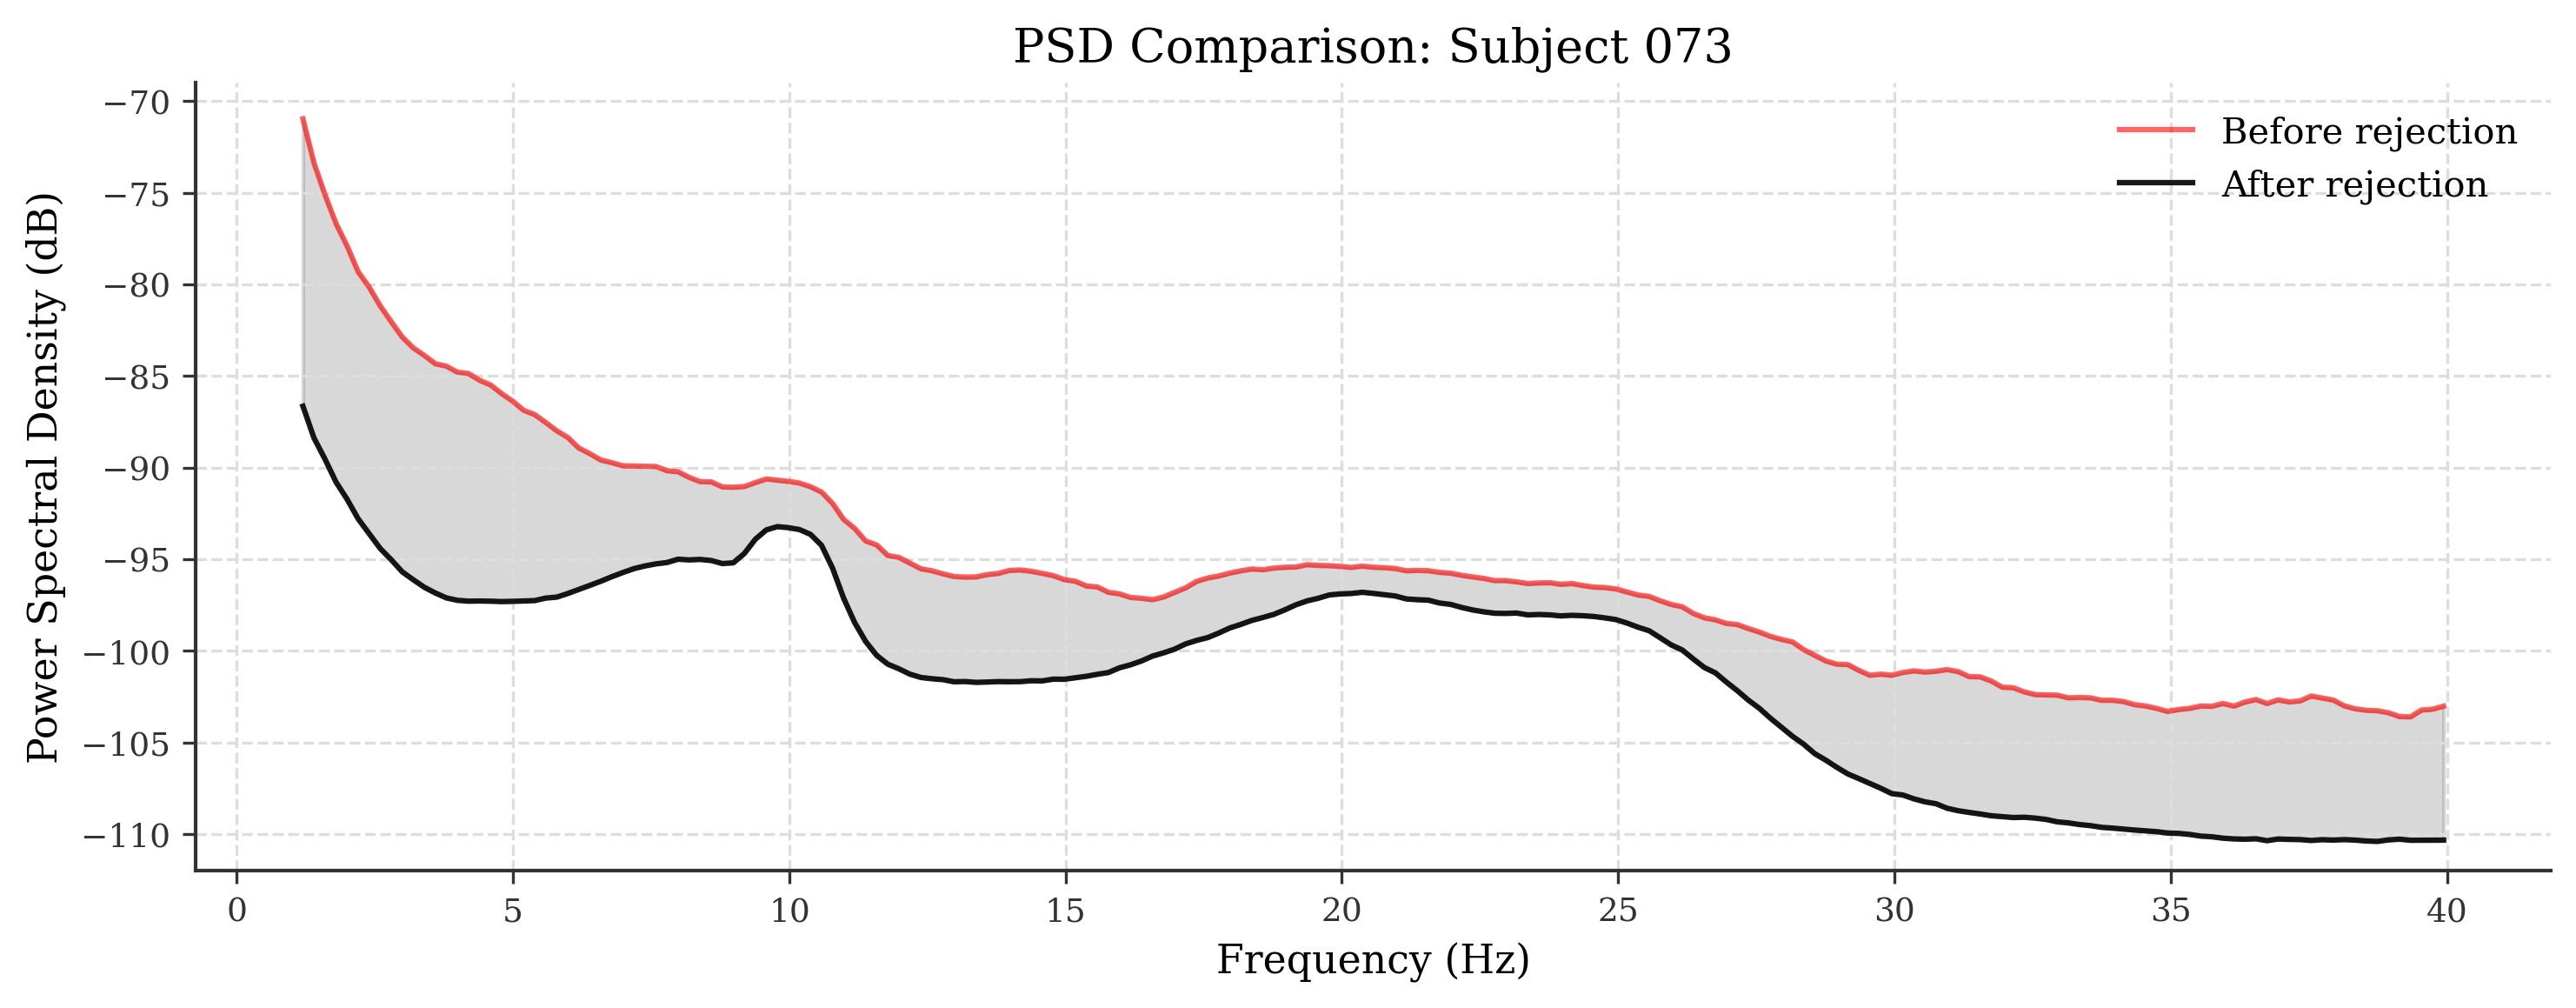 PSD Comparison: Subject 073
Power Spectral Density (dB)
−70
−75
−80
−85
−90
−95
−100
−105
−110
Before rejection
After rejection
0 5 10 15 20 25 30 35 40
Frequency (Hz)